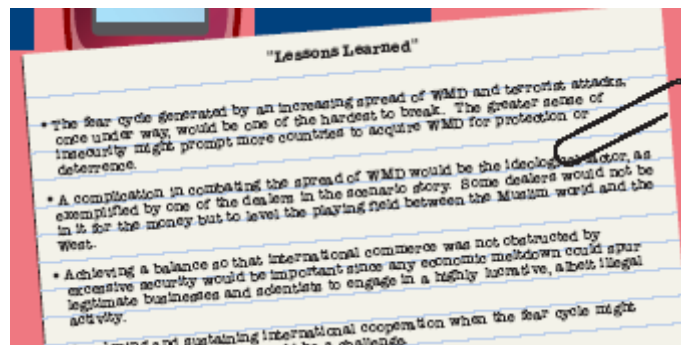 "Lessons Learned"
• The fear cycle generated by an increasing spread of WMD and terrorist attacks,
once under way, would be one of the hardest to break. The greater sense of
insecurity might prompt more countries to acquire WMD for protection or
deterrence.
• A complication in combating the spread of WMD would be the ideological factor, as
exemplified by one of the dealers in the scenario story. Some dealers would not be
in it for the money but to level the playing field between the Muslim world and the
West.
• Achieving a balance so that international commerce was not obstructed by
excessive security would be important since any economic meltdown could spur
legitimate businesses and scientists to engage in a highly lucrative, albeit illegal
activity.
and sustaining international cooperation when the fear cycle might
be a challenge.